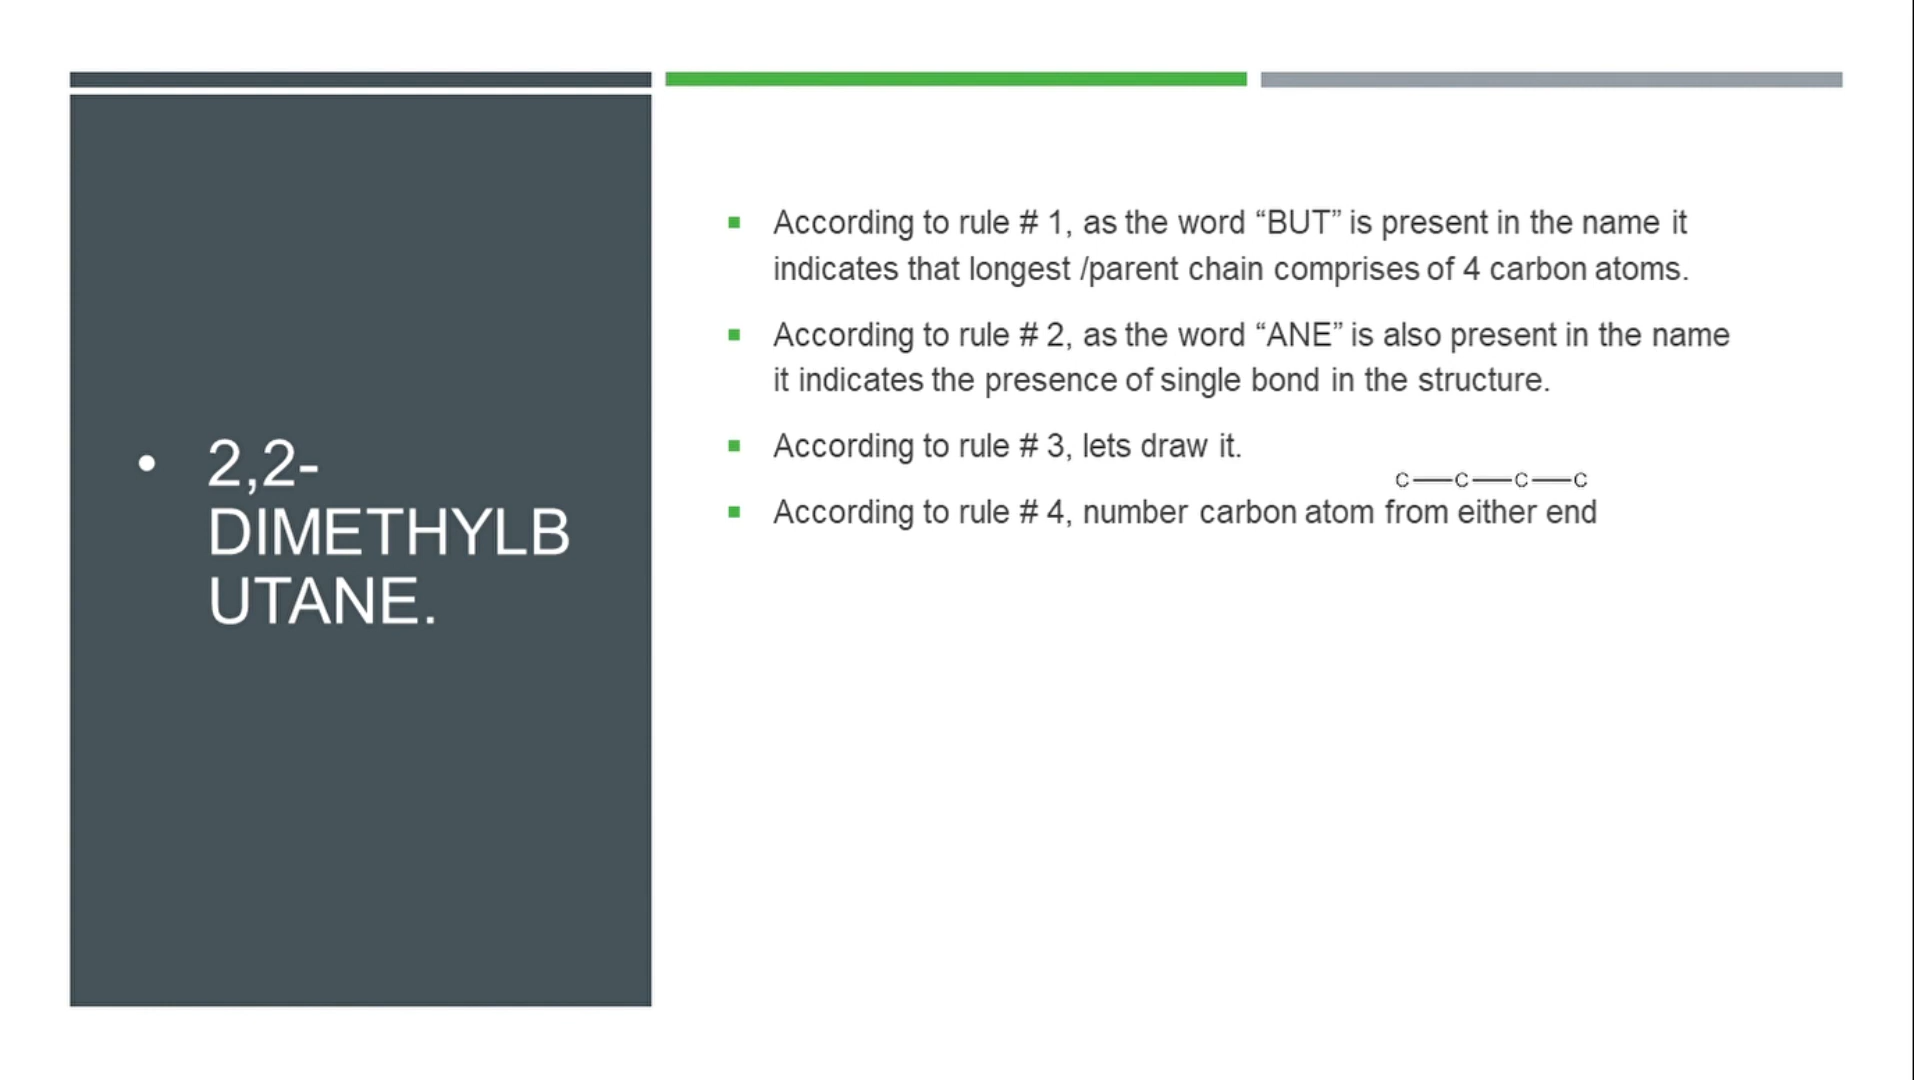 • 2,2-
DIMETHYLB
UTANE.
▪ According to rule # 1, as the word “BUT” is present in the name it
indicates that longest /parent chain comprises of 4 carbon atoms.
▪ According to rule # 2, as the word “ANE” is also present in the name
it indicates the presence of single bond in the structure.
▪ According to rule # 3, lets draw it.
C—C—C—C
▪ According to rule # 4, number carbon atom from either end